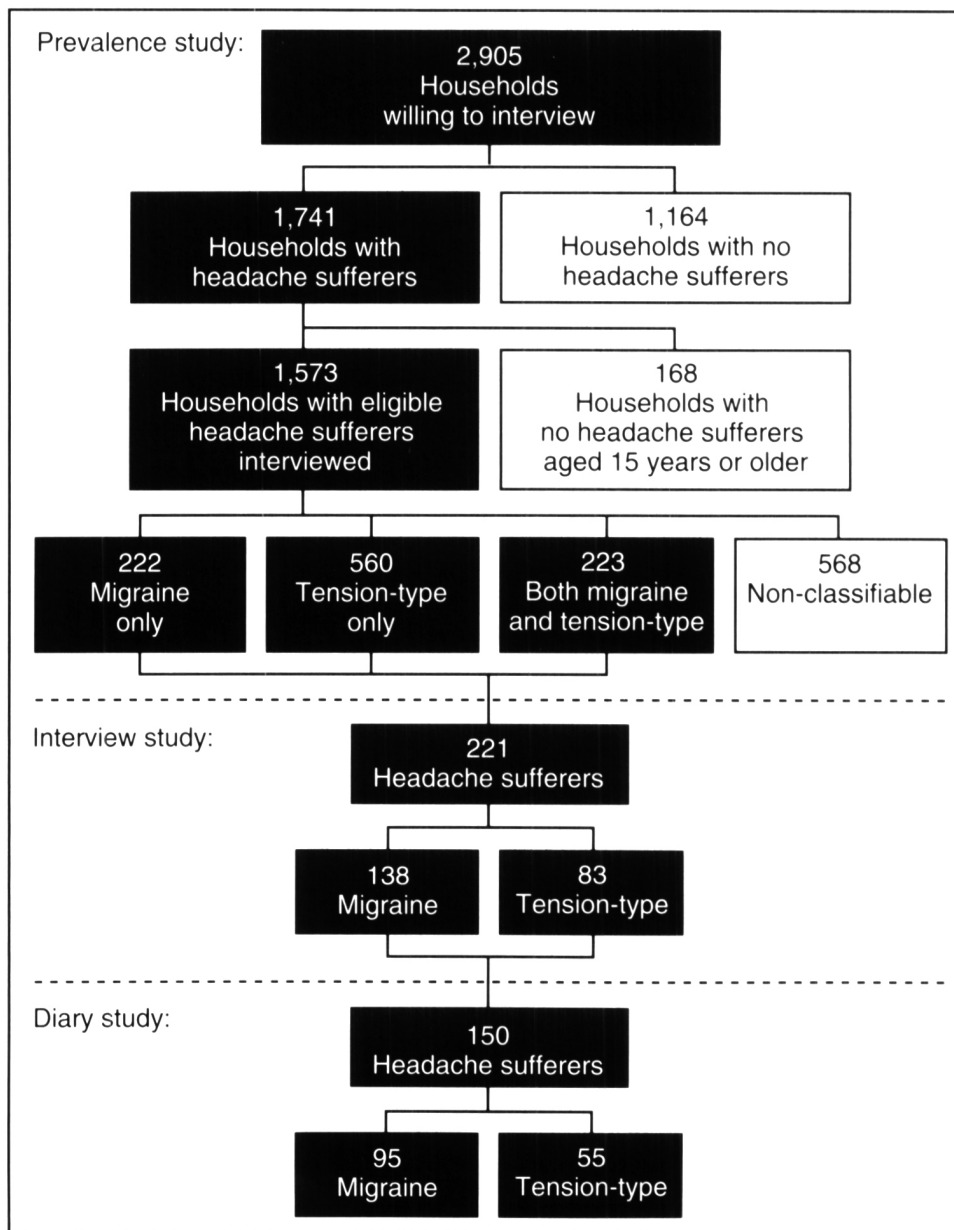 Prevalence study:
2,905
Households
willing to interview
1,741
Households with
headache sufferers
1,164
Households with no
headache sufferers
1,573
Households with eligible
headache sufferers
interviewed
168
Households with
no headache sufferers
aged 15 years or older
222
Migraine
only
560
Tension-type
only
223
Both migraine
and tension-type
568
Non-classifiable
Interview study:
221
Headache sufferers
138
Migraine
83
Tension-type
Diary study:
150
Headache sufferers
95
Migraine
55
Tension-type